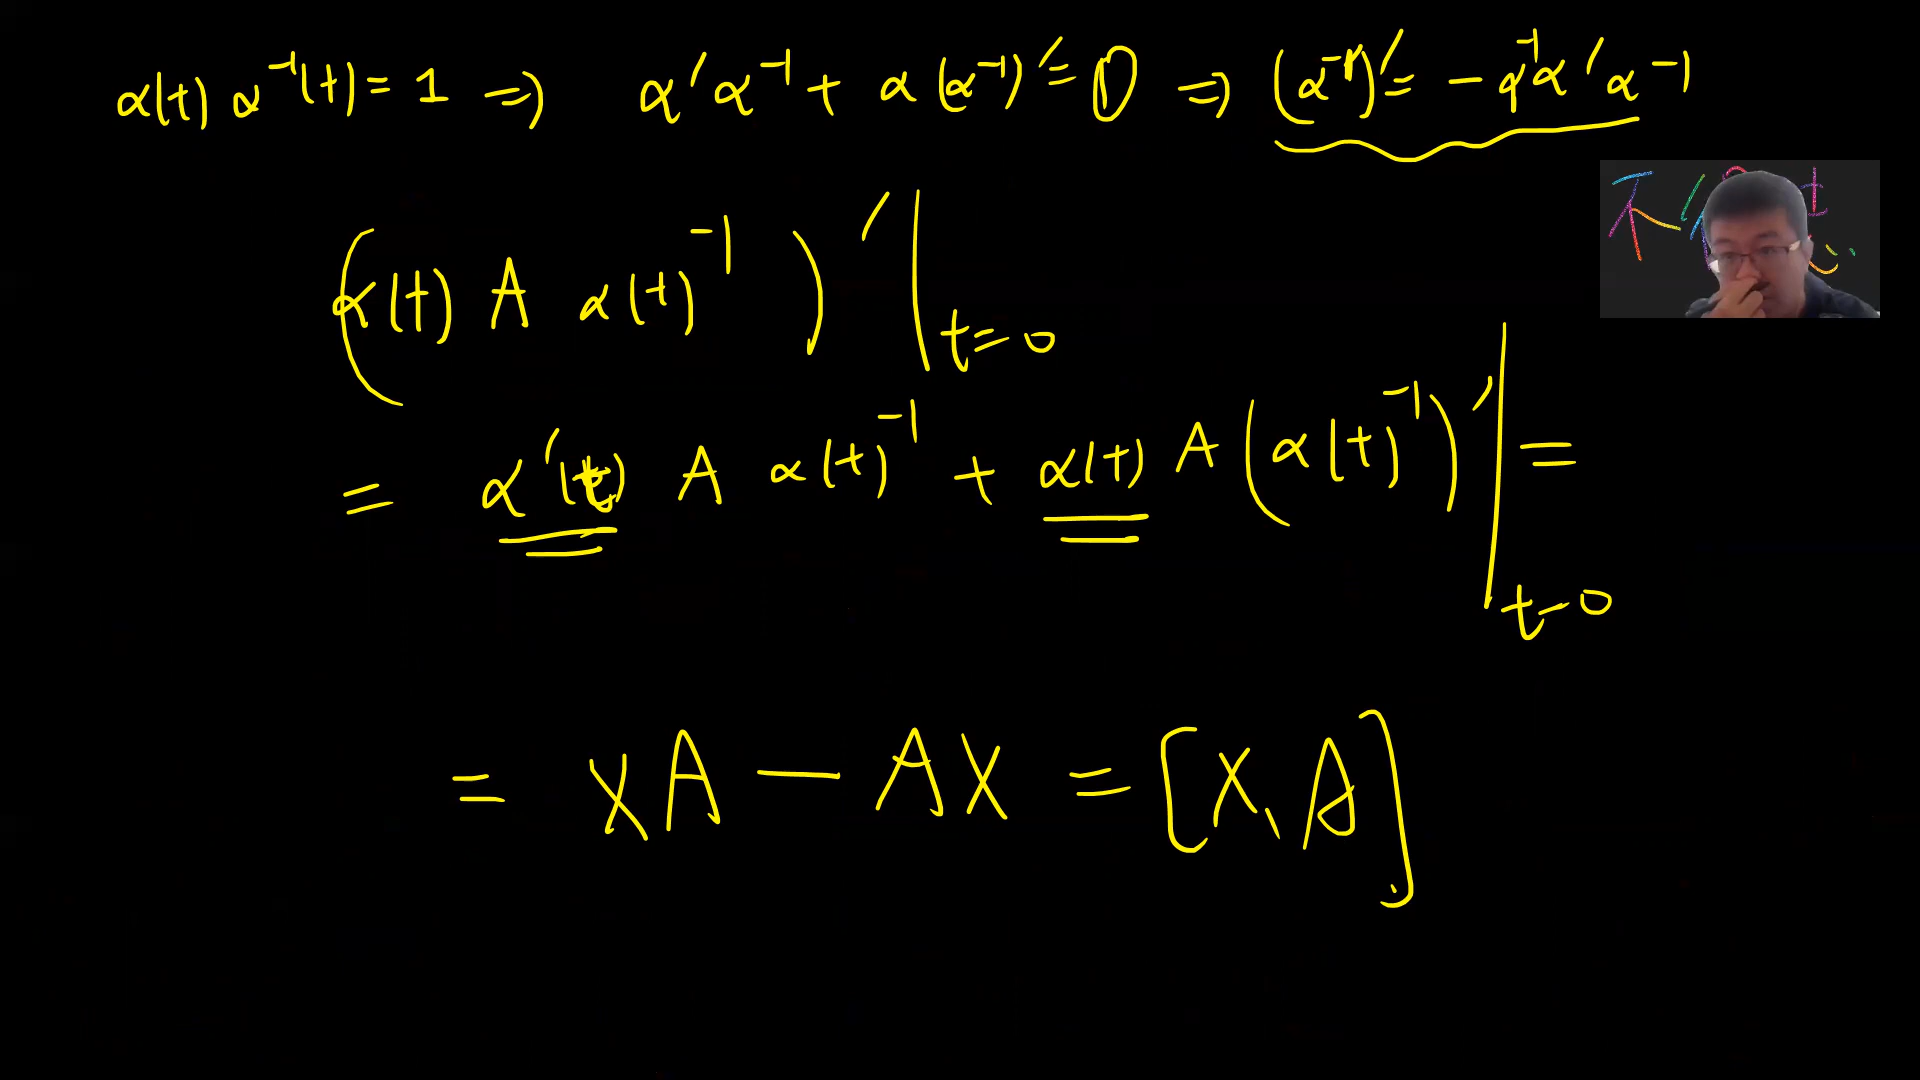 α(t) α⁻¹(t) = 1 ⇒ α'α⁻¹ + α(α⁻¹)' = 0 ⇒ (α⁻¹)' = -α⁻¹α'α⁻¹
(α(t) A α(t)⁻¹)'|t=0
= α'(t) A α(t)⁻¹ + α(t) A (α(t)⁻¹)'|t=0 =
= XA - AX = [X, A]